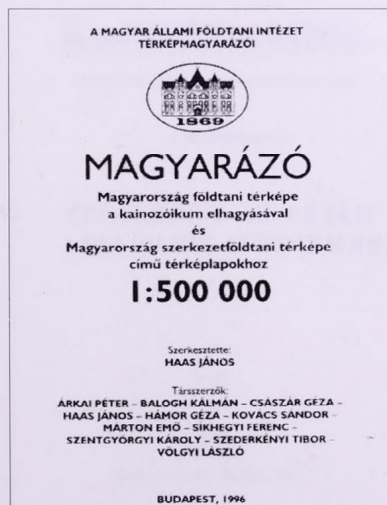 A MAGYAR ÁLLAMI FÖLDTANI INTÉZET
TÉRKÉPMAGYARÁZÓI
1869
MAGYARÁZÓ
Magyarország földtani térképe
a kainozóikum elhagyásával
és
Magyarország szerkezetföldtani térképe
című térképlapokhoz
1:500 000
Szerkesztette:
HAAS JÁNOS
Társszerzők:
ÁRKAI PÉTER – BALOGH KÁLMÁN – CSÁSZÁR GÉZA –
HAAS JÁNOS – HÁMOR GÉZA – KOVÁCS SÁNDOR –
MÁRTON EMŐ – SIKHEGYI FERENC –
SZENTGYÖRGYI KÁROLY – SZEDERKÉNYI TIBOR –
VÖLGYI LÁSZLÓ
BUDAPEST, 1996